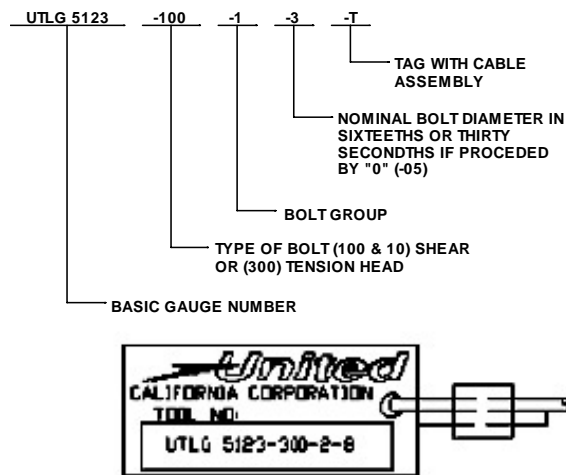 UTLG 5123 -100 -1 -3 -T
TAG WITH CABLE
ASSEMBLY
NOMINAL BOLT DIAMETER IN
SIXTEETHS OR THIRTY
SECONDTHS IF PROCEDED
BY "0" (-05)
BOLT GROUP
TYPE OF BOLT (100 & 10) SHEAR
OR (300) TENSION HEAD
BASIC GAUGE NUMBER
United
CALIFORNIA CORPORATION
TOOL NO:
UTLG 5123-300-2-8